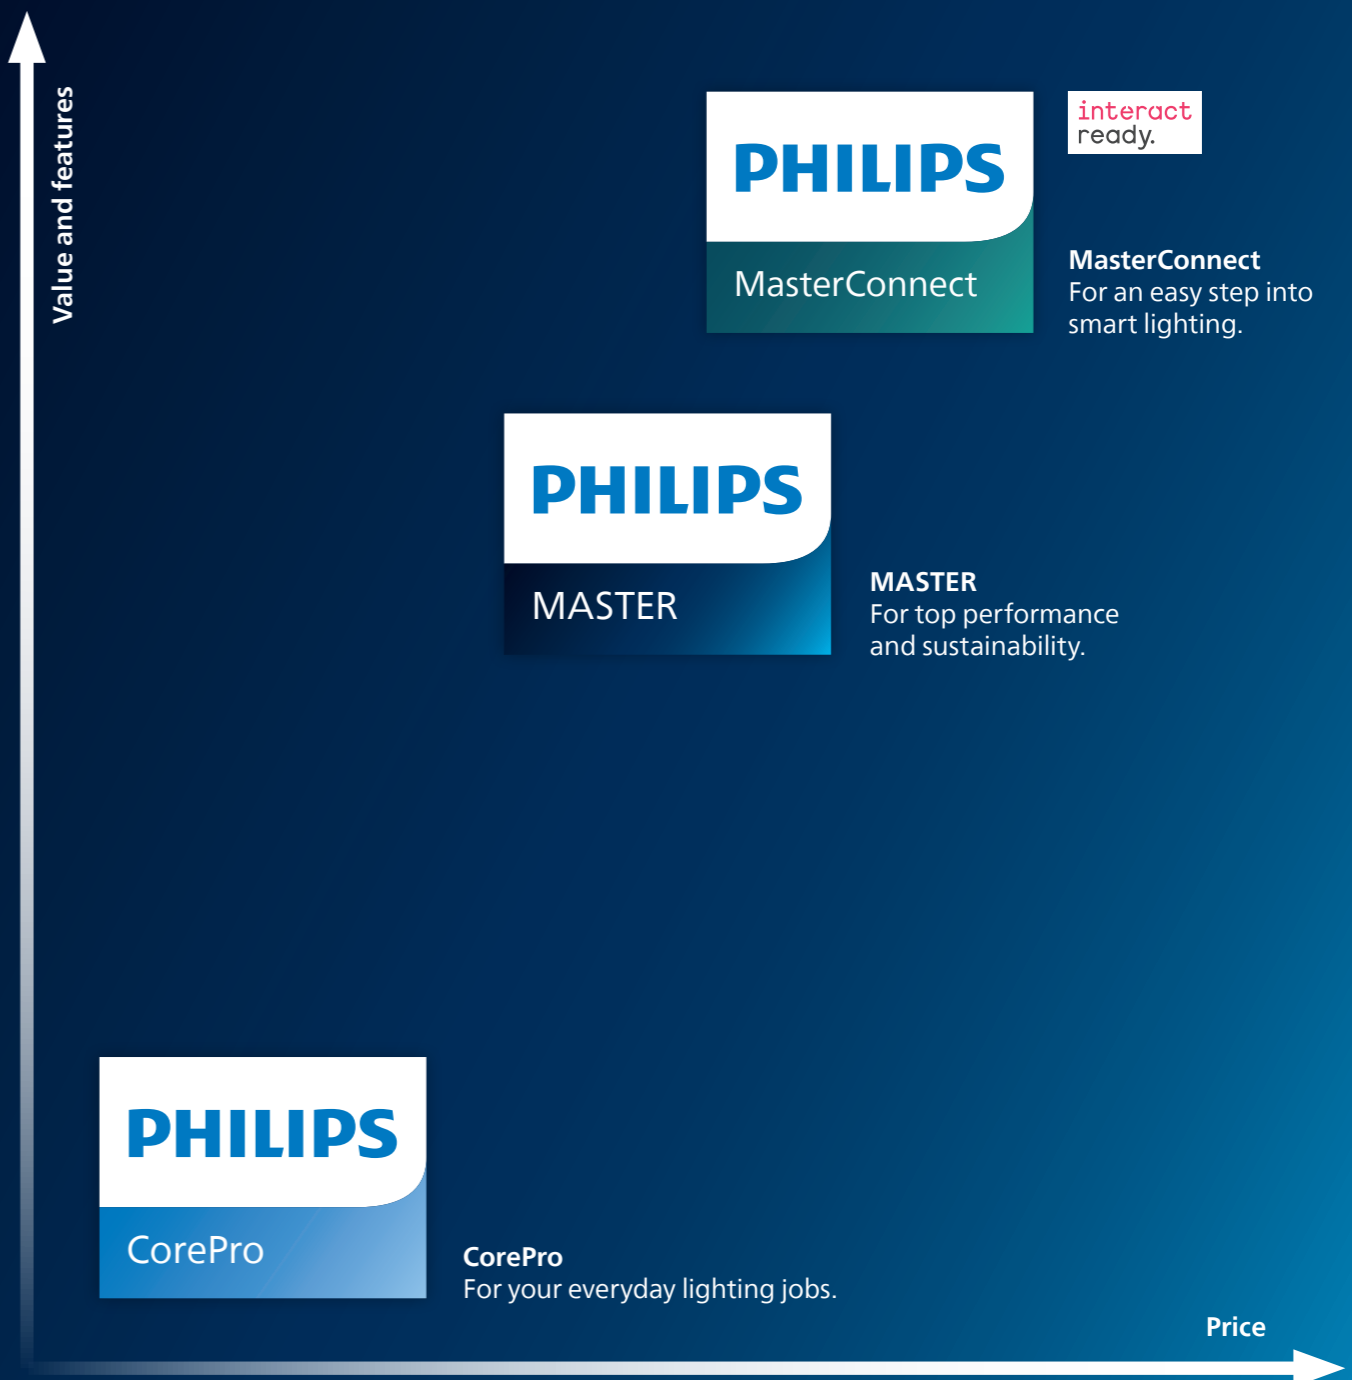 Value and features
PHILIPS
MasterConnect
interact
ready.
MasterConnect
For an easy step into
smart lighting.
PHILIPS
MASTER
MASTER
For top performance
and sustainability.
PHILIPS
CorePro
CorePro
For your everyday lighting jobs.
Price